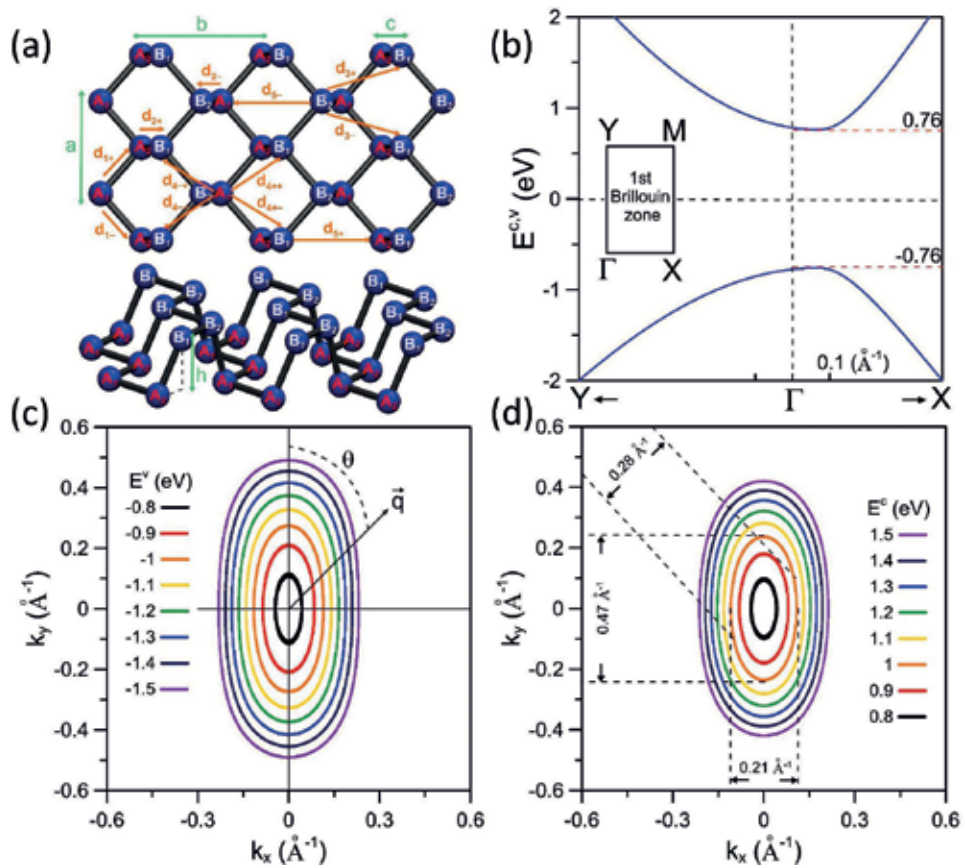 (a)
b
c
a
h
d₁₊
d₁₋
d₂₊
d₂₋
d₃₊
d₃₋
d₄₋
d₅₋
d₅₊
A₁
A₂
B₁
B₂
(b)
E^c,v (eV)
2
1
0
-1
-2
0.76
-0.76
Y M
1st
Brillouin
zone
Γ X
0.1 (Å⁻¹)
Y ← Γ → X
(c)
k_y (Å⁻¹)
0.6
0.4
0.2
0
-0.2
-0.4
-0.6
E^v (eV)
-0.8
-0.9
-1
-1.1
-1.2
-1.3
-1.4
-1.5
θ
q⃗
-0.6 -0.3 0 0.3 0.6
k_x (Å⁻¹)
(d)
k_y (Å⁻¹)
0.6
0.4
0.2
0
-0.2
-0.4
-0.6
0.28 Å⁻¹
0.47 Å⁻¹
0.21 Å⁻¹
E^c (eV)
1.5
1.4
1.3
1.2
1.1
1
0.9
0.8
-0.6 -0.3 0 0.3 0.6
k_x (Å⁻¹)